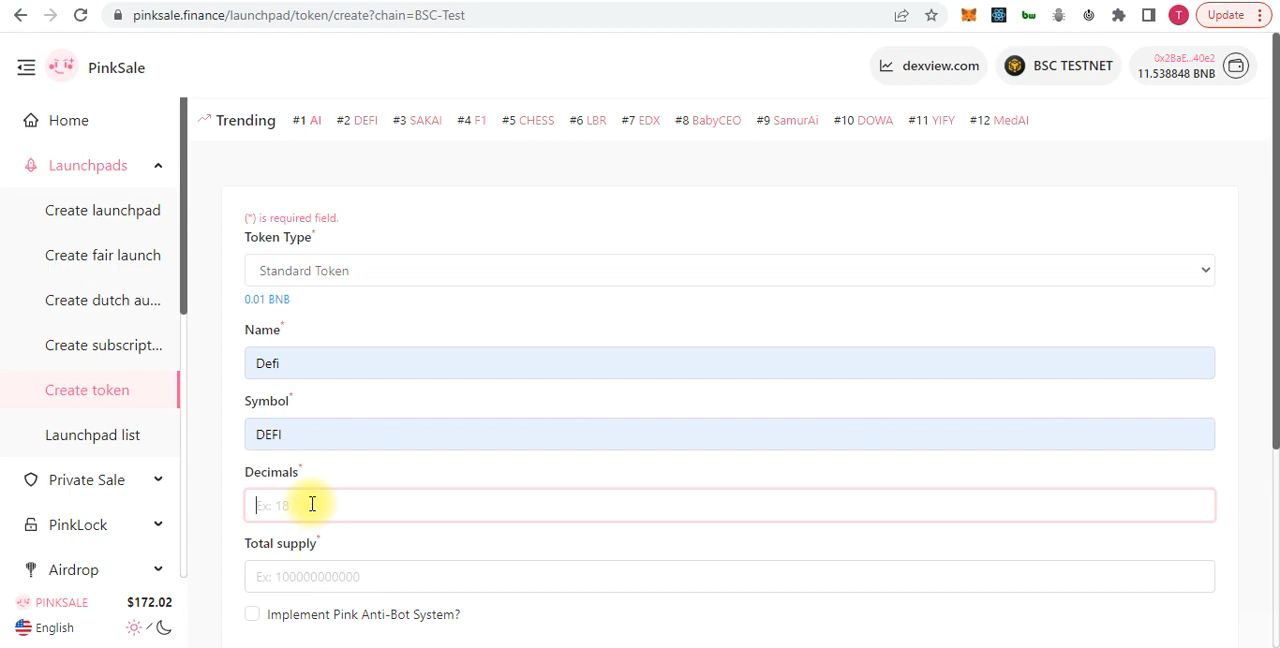 pinksale.finance/launchpad/token/create?chain=BSC-Test
T
Update
PinkSale
dexview.com
BSC TESTNET
0x2BaE...40e2
11.538848 BNB
Home
Launchpads
Create launchpad
Create fair launch
Create dutch au...
Create subscript...
Create token
Launchpad list
Private Sale
PinkLock
Airdrop
PINKSALE $172.02
English
Trending #1 AI #2 DEFI #3 SAKAI #4 F1 #5 CHESS #6 LBR #7 EDX #8 BabyCEO #9 SamurAi #10 DOWA #11 YIFY #12 MedAI
(*) is required field.
Token Type*
Standard Token
0.01 BNB
Name*
Defi
Symbol*
DEFI
Decimals*
Ex: 18
Total supply*
Ex: 100000000000
Implement Pink Anti-Bot System?